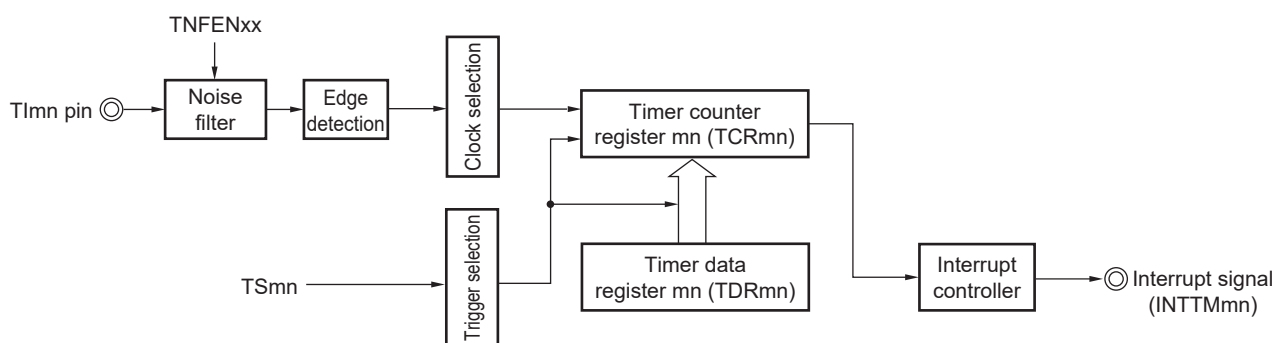 TNFENxx
TImn pin
Noise
filter
Edge
detection
Clock selection
Timer counter
register mn (TCRmn)
TSmn
Trigger selection
Timer data
register mn (TDRmn)
Interrupt
controller
Interrupt signal
(INTTMmn)